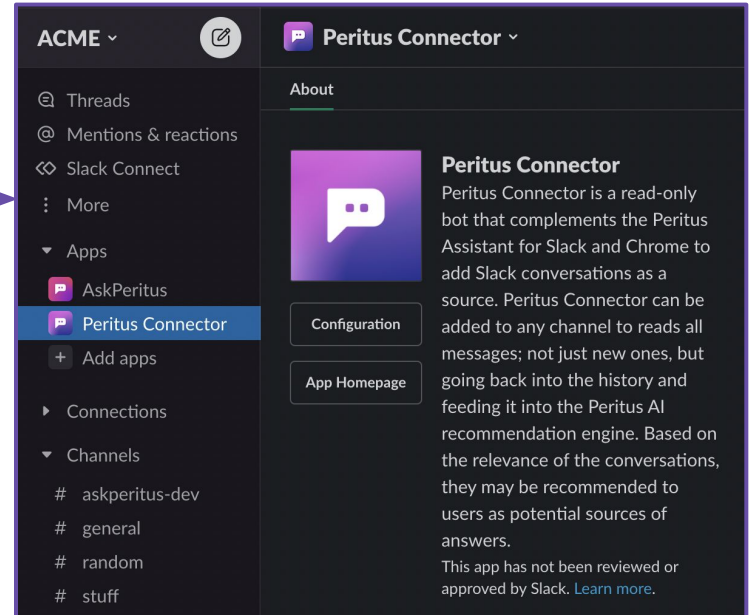 ACME
Threads
@ Mentions & reactions
Slack Connect
More
Apps
AskPeritus
Peritus Connector
+ Add apps
Connections
Channels
# askperitus-dev
# general
# random
# stuff
Peritus Connector
About
Configuration
App Homepage
Peritus Connector
Peritus Connector is a read-only
bot that complements the Peritus
Assistant for Slack and Chrome to
add Slack conversations as a
source. Peritus Connector can be
added to any channel to reads all
messages; not just new ones, but
going back into the history and
feeding it into the Peritus AI
recommendation engine. Based on
the relevance of the conversations,
they may be recommended to
users as potential sources of
answers.
This app has not been reviewed or
approved by Slack. Learn more.